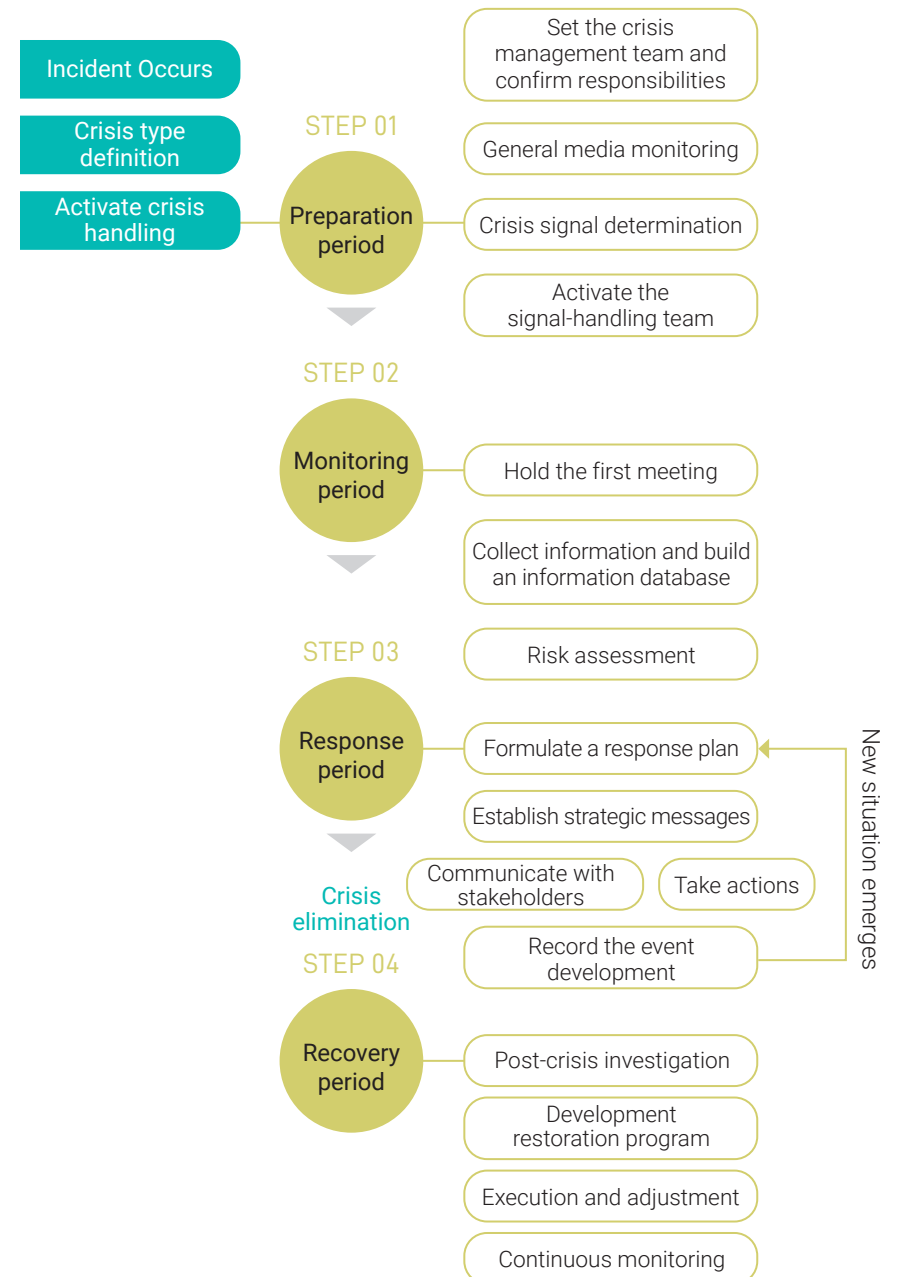 Incident Occurs
Crisis type
definition
Activate crisis
handling
STEP 01
Preparation
period
Set the crisis
management team and
confirm responsibilities
General media monitoring
Crisis signal determination
Activate the
signal-handling team
STEP 02
Monitoring
period
Hold the first meeting
Collect information and build
an information database
Risk assessment
STEP 03
Response
period
Formulate a response plan
Establish strategic messages
Communicate with
stakeholders
Take actions
Record the event
development
New situation emerges
Crisis
elimination
STEP 04
Recovery
period
Post-crisis investigation
Development
restoration program
Execution and adjustment
Continuous monitoring